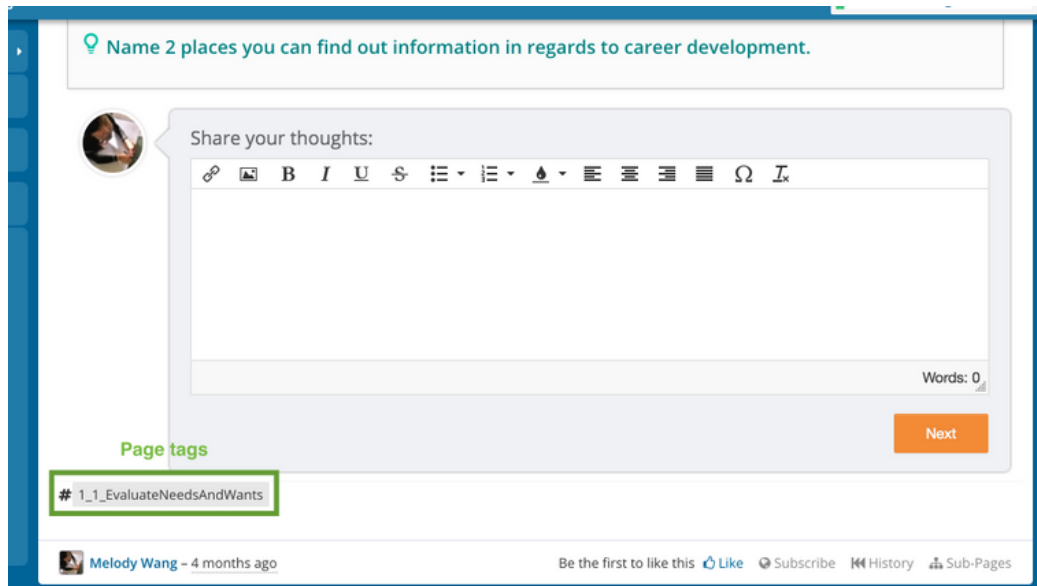 Name 2 places you can find out information in regards to career development.
Share your thoughts:
B I U S Ω Ix
Words: 0
Next
Page tags
# 1_1_EvaluateNeedsAndWants
Melody Wang – 4 months ago Be the first to like this Like Subscribe History Sub-Pages